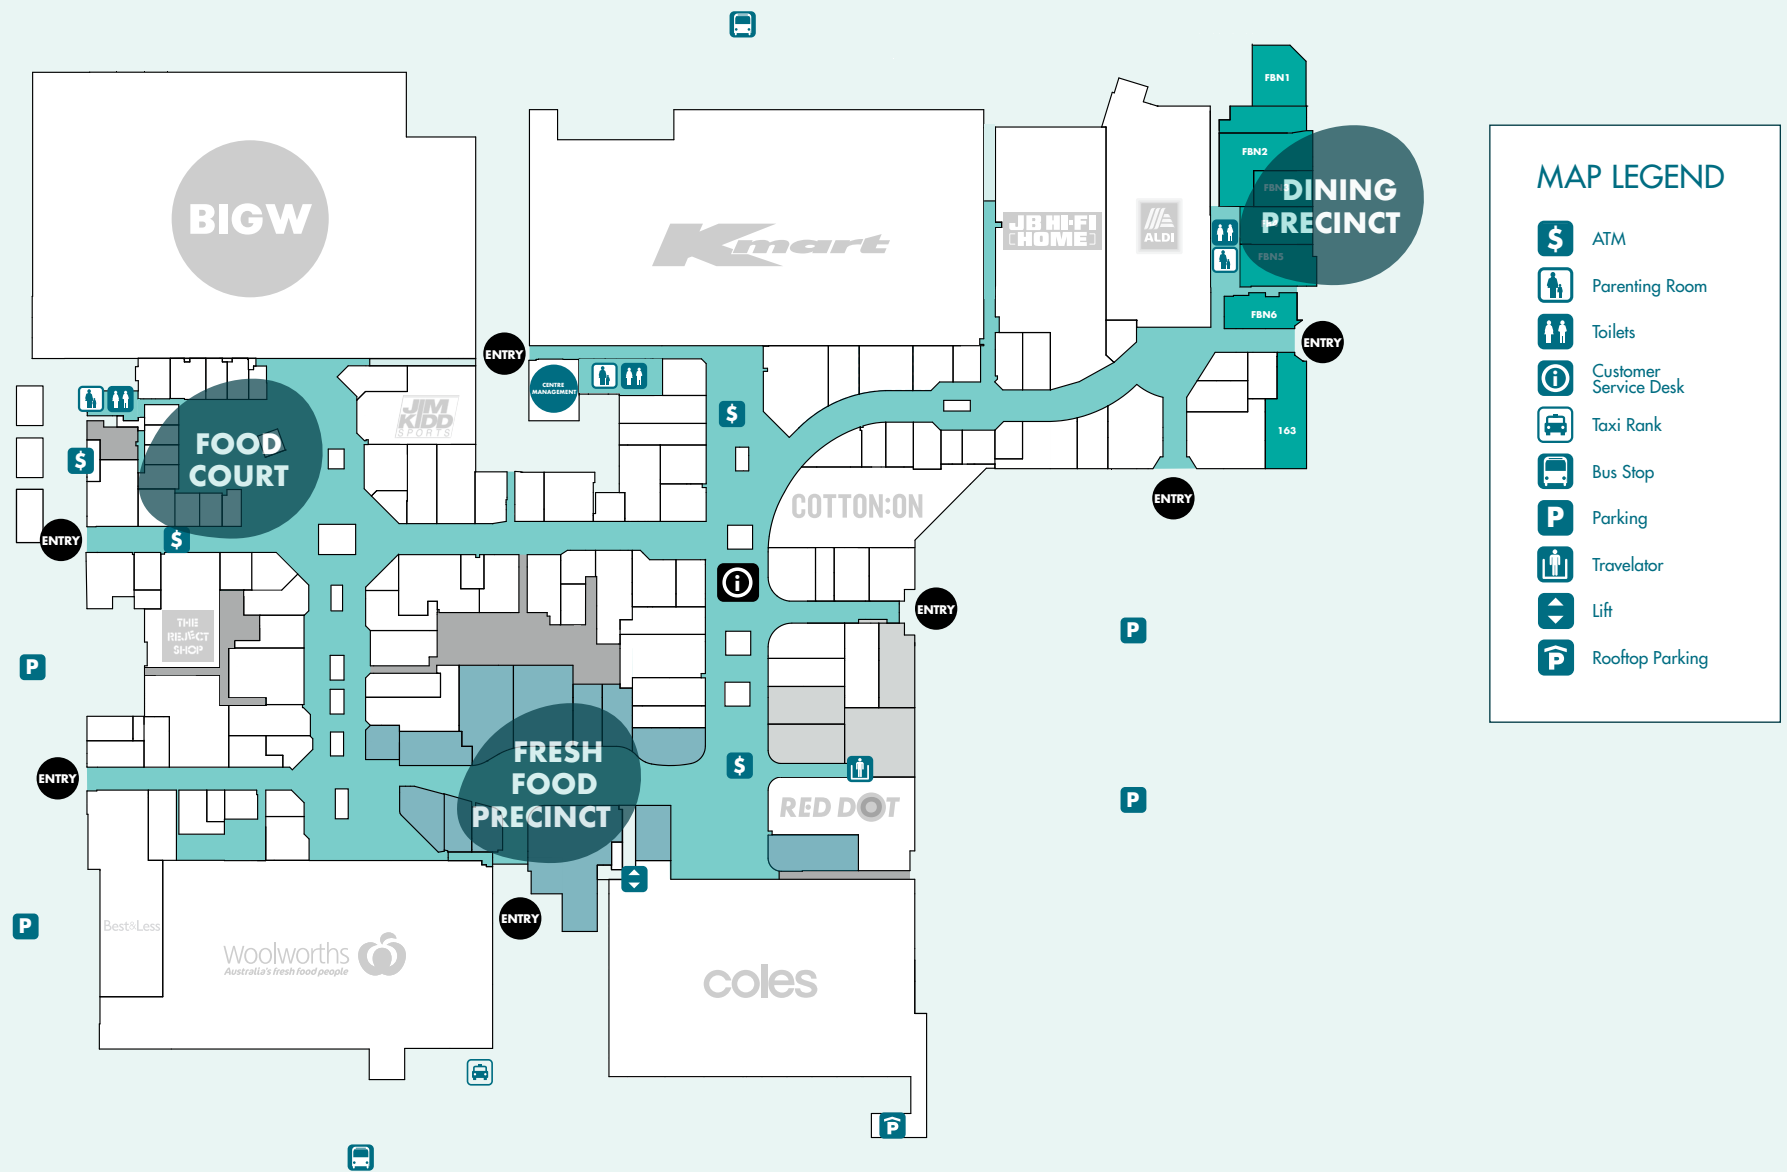 FBN1
FBN2
FBN3
DINING
PRECINCT
FBN5
FBN6
BIGW
Kmart
JB HI-FI
HOME
ALDI
ENTRY
ENTRY
CENTRE
MANAGEMENT
JIM
KIDD
SPORTS
$
$
FOOD
COURT
163
COTTON:ON
ENTRY
ENTRY
$
i
ENTRY
THE
REJECT
SHOP
P
P
FRESH
FOOD
PRECINCT
$
ENTRY
RED DOT
P
ENTRY
P
Best&Less
Woolworths
Australia's fresh food people
coles
P
MAP LEGEND
$ ATM
Parenting Room
Toilets
i Customer
Service Desk
Taxi Rank
Bus Stop
P Parking
Travelator
Lift
P Rooftop Parking